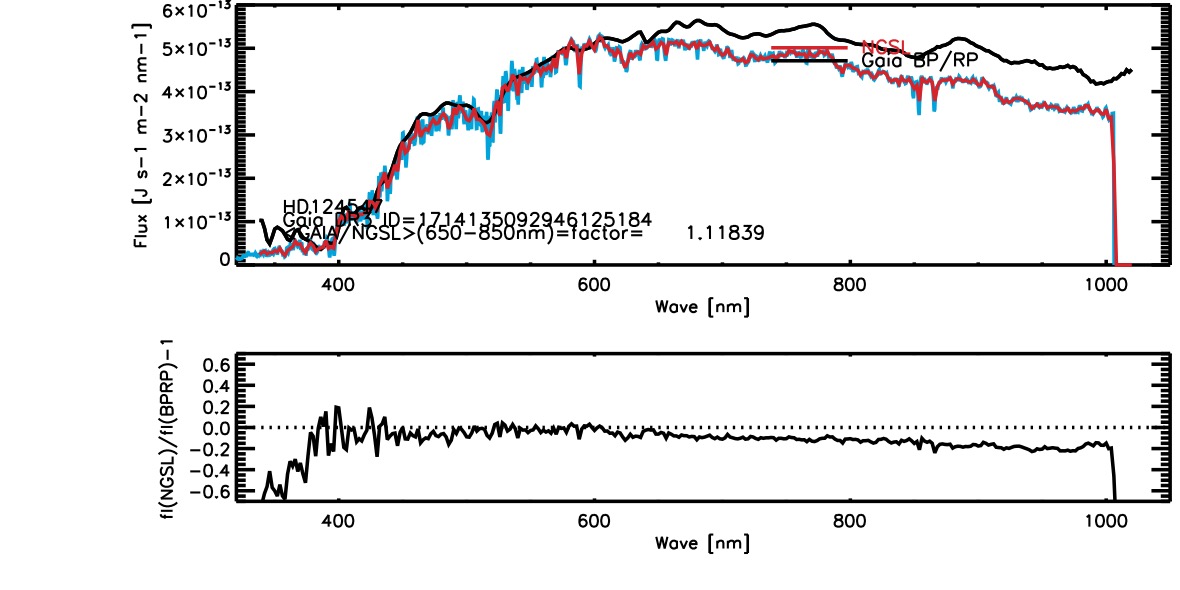 6×10−13
5×10−13
4×10−13
3×10−13
2×10−13
1×10−13
0
Flux [J s−1 m−2 nm−1]
NGSL
Gaia BP/RP
HD124547
Gaia DR3 ID=1714135092946125184
<GAIA/NGSL>(650−850nm)=factor= 1.11839
400 600 800 1000
Wave [nm]
fl(NGSL)/fl(BPRP)−1
0.6
0.4
0.2
0.0
−0.2
−0.4
−0.6
400 600 800 1000
Wave [nm]